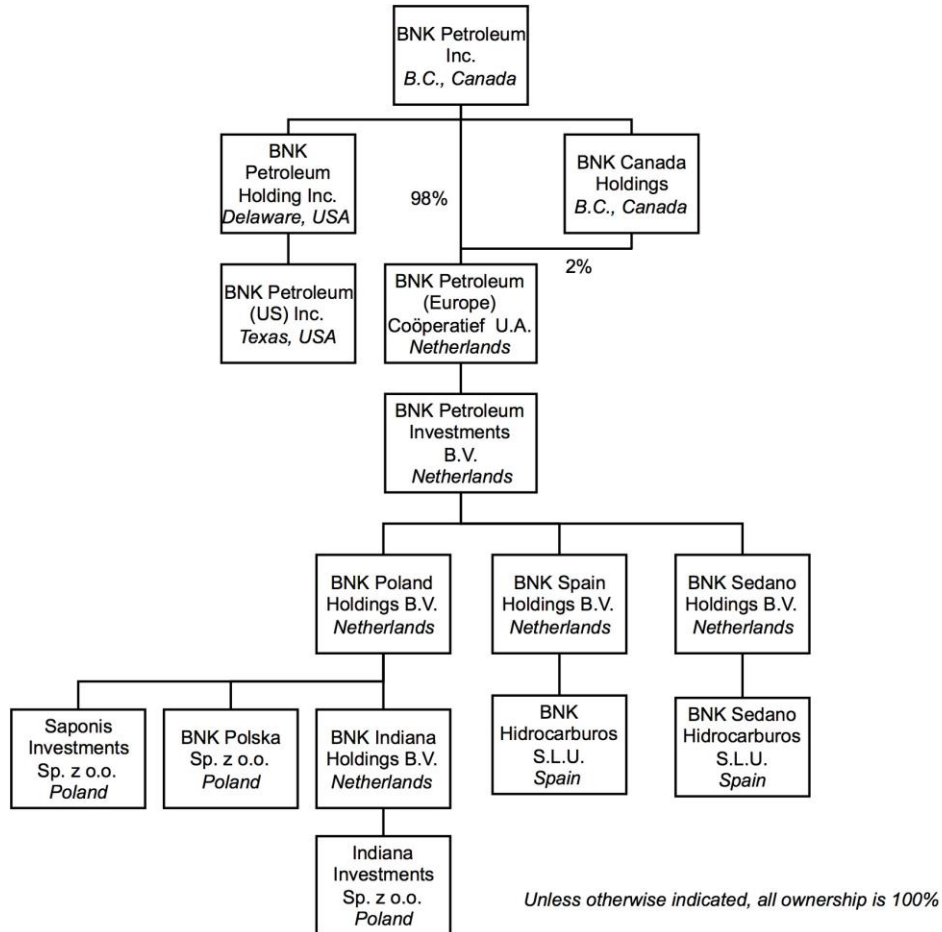 BNK Petroleum
Inc.
B.C., Canada
BNK
Petroleum
Holding Inc.
Delaware, USA
98%
BNK Canada
Holdings
B.C., Canada
2%
BNK Petroleum
(US) Inc.
Texas, USA
BNK Petroleum
(Europe)
Coöperatief U.A.
Netherlands
BNK Petroleum
Investments
B.V.
Netherlands
BNK Poland
Holdings B.V.
Netherlands
BNK Spain
Holdings B.V.
Netherlands
BNK Sedano
Holdings B.V.
Netherlands
Saponis
Investments
Sp. z o.o.
Poland
BNK Polska
Sp. z o.o.
Poland
BNK Indiana
Holdings B.V.
Netherlands
BNK
Hidrocarburos
S.L.U.
Spain
BNK Sedano
Hidrocarburos
S.L.U.
Spain
Indiana
Investments
Sp. z o.o.
Poland
Unless otherwise indicated, all ownership is 100%